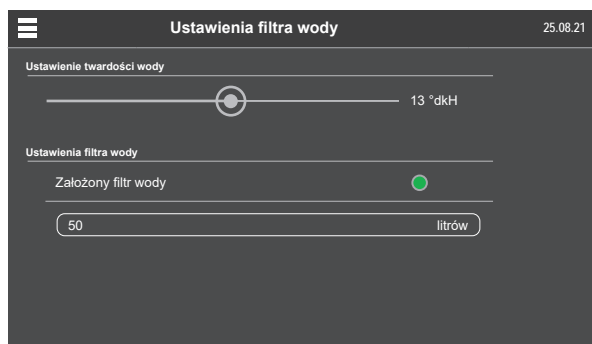 Ustawienia filtra wody
25.08.21
Ustawienie twardości wody
13 °dkH
Ustawienia filtra wody
Założony filtr wody
50 litrów